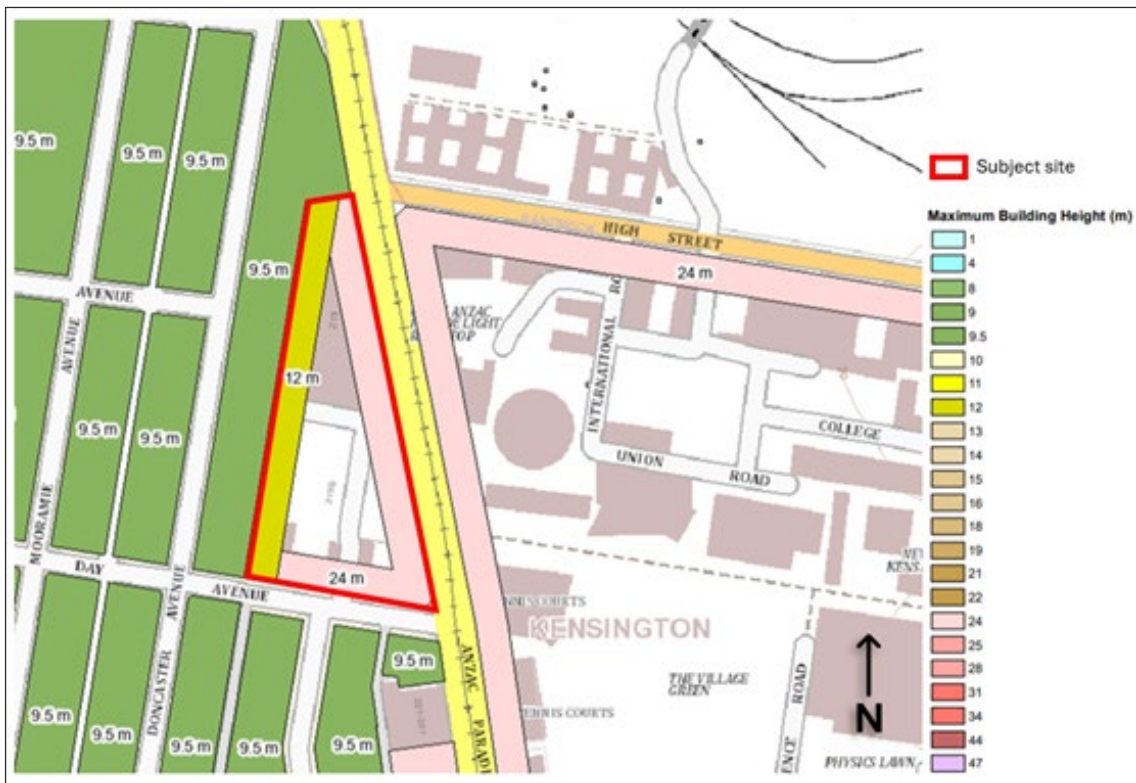 9.5 m
9.5 m
9.5 m
9.5 m
9.5 m
HIGH STREET
24 m
AVENUE
ANZAC
LIGHT
INTERNATIONAL
12 m
AVENUE
9.5 m
9.5 m
COLLEGE
UNION ROAD
MOORAMIE
DAY AVENUE
AVENUE
24 m
DONCASTER
KENSINGTON
TENNIS COURTS
9.5 m
ANZAC PARADE
THE VILLAGE
GREEN
ROAD
N
9.5 m
9.5 m
9.5 m
9.5 m
9.5 m
PHYSICS LAWN
Subject site
Maximum Building Height (m)
1
4
8
9
9.5
10
11
12
13
14
15
16
18
19
21
22
24
25
28
31
34
44
47